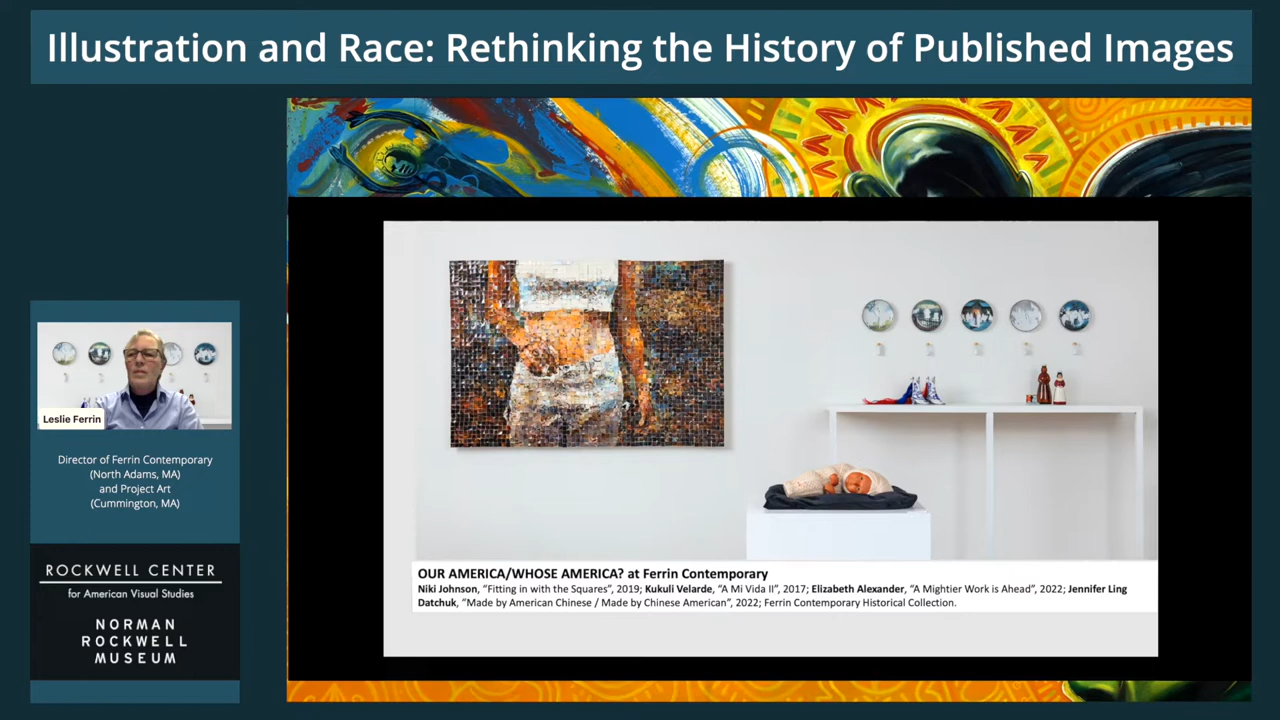 Illustration and Race: Rethinking the History of Published Images
Leslie Ferrin
Director of Ferrin Contemporary
(North Adams, MA)
and Project Art
(Cummington, MA)
ROCKWELL CENTER
for American Visual Studies
NORMAN
ROCKWELL
MUSEUM
OUR AMERICA/WHOSE AMERICA? at Ferrin Contemporary
Niki Johnson, “Fitting in with the Squares”, 2019; Kukuli Velarde, “A Mi Vida II”, 2017; Elizabeth Alexander, “A Mightier Work is Ahead”, 2022; Jennifer Ling
Datchuk, “Made by American Chinese / Made by Chinese American”, 2022; Ferrin Contemporary Historical Collection.